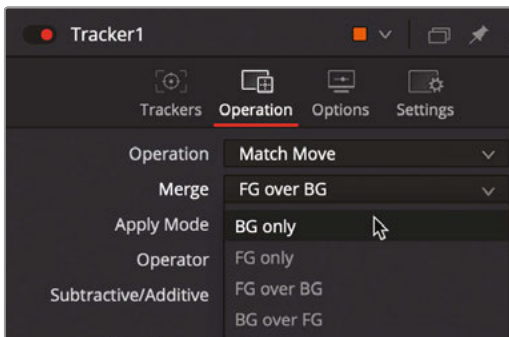 Tracker1
Trackers Operation Options Settings
Operation Match Move
Merge FG over BG
Apply Mode BG only
Operator FG only
Subtractive/Additive FG over BG
BG over FG